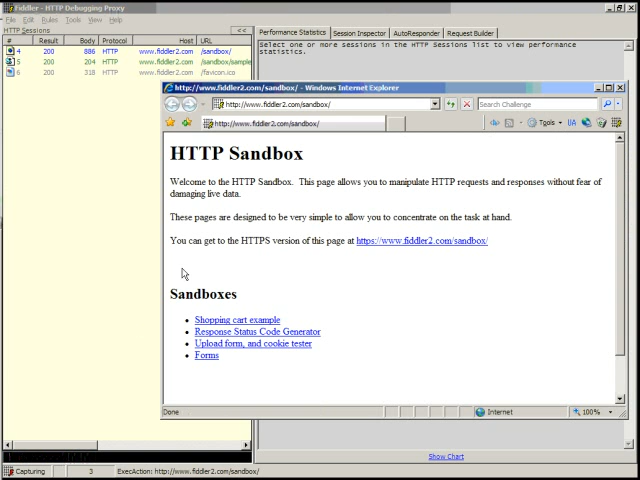 Fiddler - HTTP Debugging Proxy
File Edit Rules Tools View Help
HTTP Sessions <<
# Result Body Protocol Host URL
4 200 886 HTTP www.fiddler2.com /sandbox/
5 200 204 HTTP www.fiddler2.com /sandbox/sample
6 200 318 HTTP www.fiddler2.com /favicon.ico
Performance Statistics Session Inspector AutoResponder Request Builder
Select one or more sessions in the HTTP Sessions list to view performance
statistics.
http://www.fiddler2.com/sandbox/ - Windows Internet Explorer
http://www.fiddler2.com/sandbox/ Search Challenge
http://www.fiddler2.com/sandbox/ Tools UA
HTTP Sandbox
Welcome to the HTTP Sandbox. This page allows you to manipulate HTTP requests and responses without fear of
damaging live data.
These pages are designed to be very simple to allow you to concentrate on the task at hand.
You can get to the HTTPS version of this page at https://www.fiddler2.com/sandbox/
Sandboxes
• Shopping cart example
• Response Status Code Generator
• Upload form, and cookie tester
• Forms
Done Internet 100%
Show Chart
Capturing 3 ExecAction: http://www.fiddler2.com/sandbox/